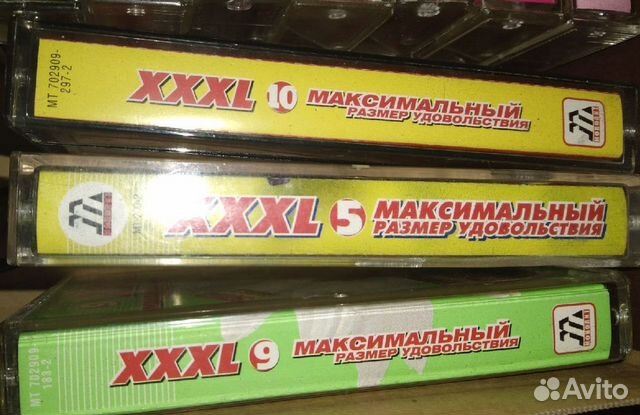 MT 702909-
297-2
XXXL 10 МАКСИМАЛЬНЫЙ
РАЗМЕР УДОВОЛЬСТВИЯ
XXXL 5 МАКСИМАЛЬНЫЙ
РАЗМЕР УДОВОЛЬСТВИЯ
MT 702909-
183-2
XXXL 9 МАКСИМАЛЬНЫЙ
РАЗМЕР УДОВОЛЬСТВИЯ
Avito